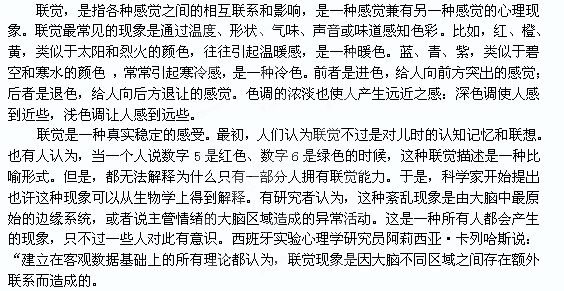 联觉，是指各种感觉之间的相互联系和影响，是一种感觉兼有另一种感觉的心理现
象。联觉最常见的现象是通过温度、形状、气味、声音或味道感知色彩。比如，红、橙、
黄，类似于太阳和烈火的颜色，往往引起温暖感，是一种暖色。蓝、青、紫，类似于碧
空和寒水的颜色 ，常常引起寒冷感，是一种冷色。前者是进色，给人向前方突出的感觉；
后者是退色，给人向后方退让的感觉。色调的浓淡也使人产生远近之感：深色调使人感
到近些，浅色调让人感到远些。
联觉是一种真实稳定的感受。最初，人们认为联觉不过是对儿时的认知记忆和联想。
也有人认为，当一个人说数字 5 是红色、数字 6 是绿色的时候，这种联觉描述是一种比
喻形式。但是，都无法解释为什么只有一部分人拥有联觉能力。于是，科学家开始提出
也许这种现象可以从生物学上得到解释。有研究者认为，这种紊乱现象是由大脑中最原
始的边缘系统，或者说主管情绪的大脑区域造成的异常活动。这是一种所有人都会产生
的现象，只不过一些人对此有意识。西班牙实验心理学研究员阿莉西亚·卡列哈斯说：
“建立在客观数据基础上的所有理论都认为，联觉现象是因大脑不同区域之间存在额外
联系而造成的。